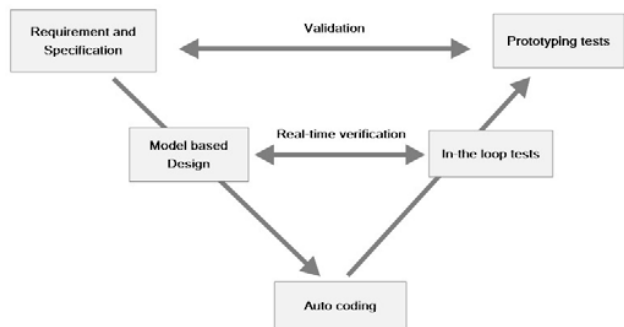 Requirement and
Specification
Validation
Prototyping tests
Real-time verification
Model based
Design
In-the loop tests
Auto coding